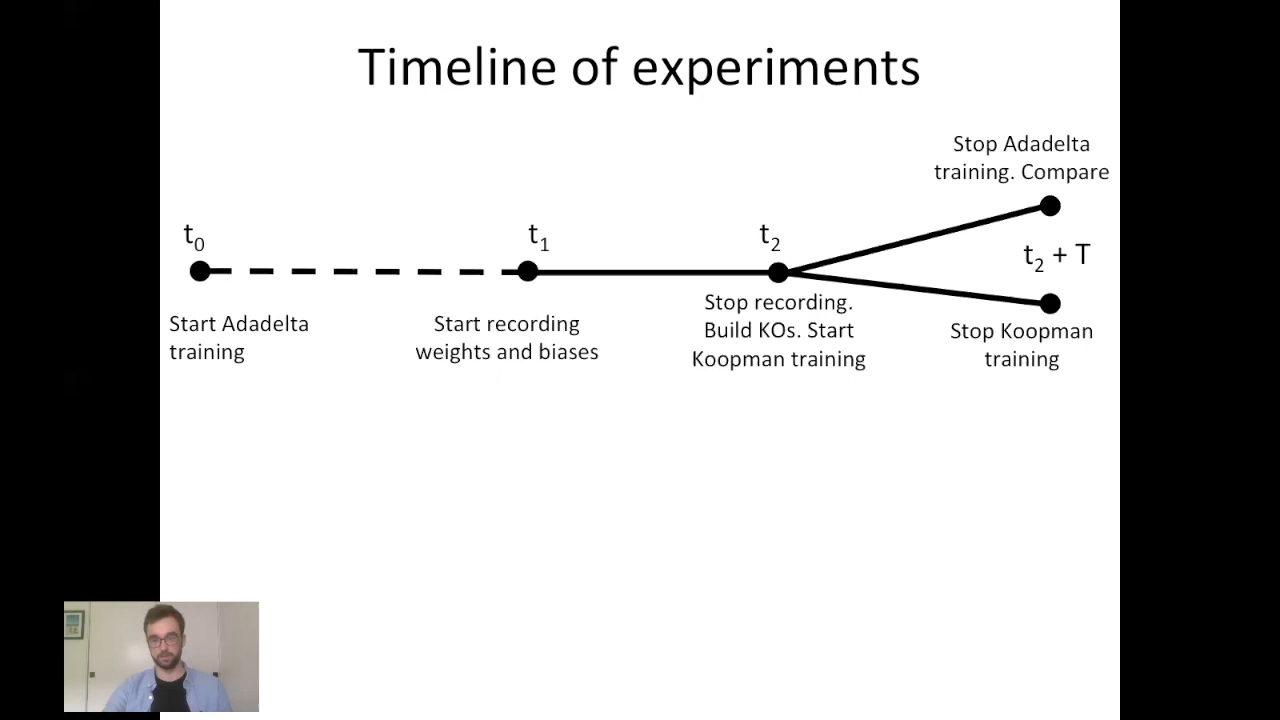 Timeline of experiments
Stop Adadelta
training. Compare
t0
t1
t2
t2 + T
Start Adadelta
training
Start recording
weights and biases
Stop recording.
Build KOs. Start
Koopman training
Stop Koopman
training